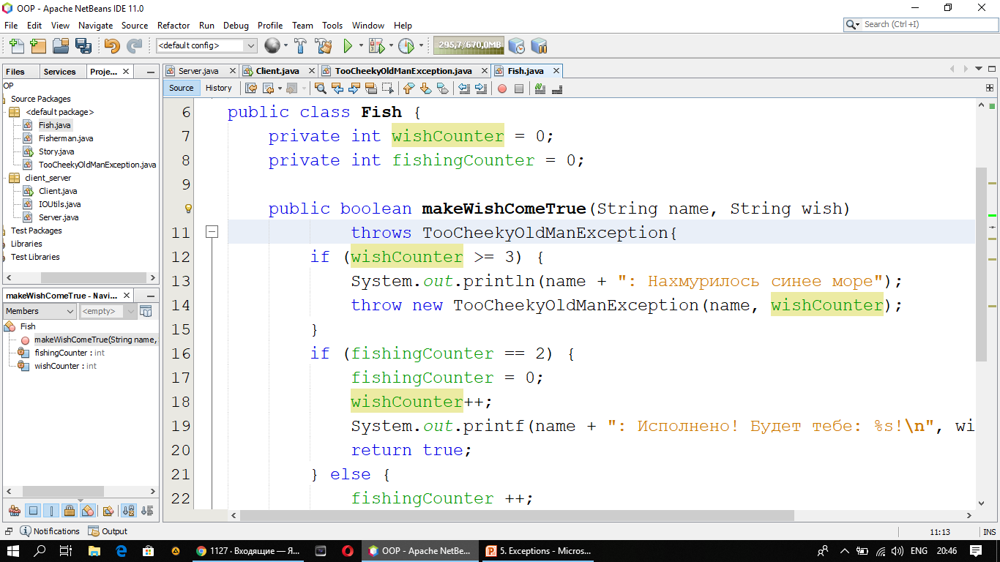 OOP - Apache NetBeans IDE 11.0
File Edit View Navigate Source Refactor Run Debug Profile Team Tools Window Help
Search (Ctrl+I)
<default config>
295,7/670,0MB
Files Services Proje...
Server.java Client.java TooCheekyOldManException.java Fish.java
Source History
OP
Source Packages
<default package>
Fish.java
Fisherman.java
Story.java
TooCheekyOldManException.java
client_server
Client.java
IOUtils.java
Server.java
Test Packages
Libraries
Test Libraries
makeWishComeTrue - Navi...
Members <empty>
Fish
makeWishComeTrue(String name,
fishingCounter : int
wishCounter : int
6 public class Fish {
7 private int wishCounter = 0;
8 private int fishingCounter = 0;
9
public boolean makeWishComeTrue(String name, String wish)
11 throws TooCheekyOldManException{
12 if (wishCounter >= 3) {
13 System.out.println(name + ": Нахмурилось синее море");
14 throw new TooCheekyOldManException(name, wishCounter);
15 }
16 if (fishingCounter == 2) {
17 fishingCounter = 0;
18 wishCounter++;
19 System.out.printf(name + ": Исполнено! Будет тебе: %s!\n", wi
20 return true;
21 } else {
22 fishingCounter ++;
Notifications Output
11:13 INS
1127 · Входящие — Я...
OOP - Apache NetBe...
5. Exceptions - Micros...
ENG 20:46